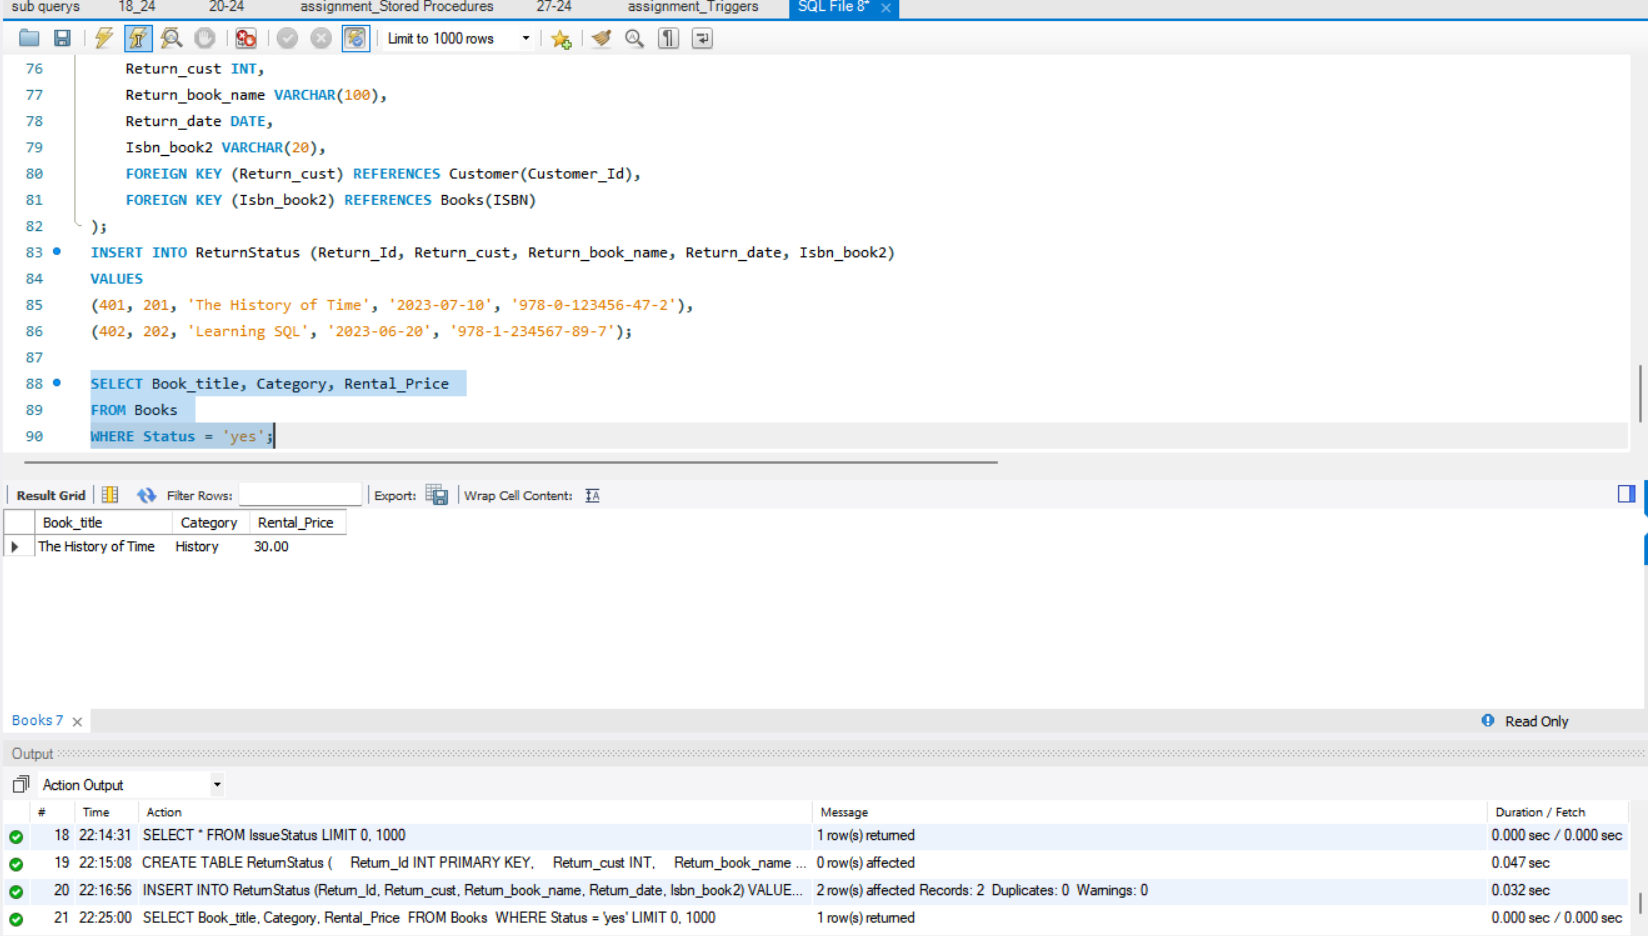 sub querys 18_24 20-24 assignment_Stored Procedures 27-24 assignment_Triggers SQL File 8*
Limit to 1000 rows
76 Return_cust INT,
77 Return_book_name VARCHAR(100),
78 Return_date DATE,
79 Isbn_book2 VARCHAR(20),
80 FOREIGN KEY (Return_cust) REFERENCES Customer(Customer_Id),
81 FOREIGN KEY (Isbn_book2) REFERENCES Books(ISBN)
82 );
83 INSERT INTO ReturnStatus (Return_Id, Return_cust, Return_book_name, Return_date, Isbn_book2)
84 VALUES
85 (401, 201, 'The History of Time', '2023-07-10', '978-0-123456-47-2'),
86 (402, 202, 'Learning SQL', '2023-06-20', '978-1-234567-89-7');
87
88 SELECT Book_title, Category, Rental_Price
89 FROM Books
90 WHERE Status = 'yes';
Result Grid Filter Rows: Export: Wrap Cell Content:
Book_title Category Rental_Price
The History of Time History 30.00
Books 7 Read Only
Output
Action Output
# Time Action Message Duration / Fetch
18 22:14:31 SELECT * FROM IssueStatus LIMIT 0, 1000 1 row(s) returned 0.000 sec / 0.000 sec
19 22:15:08 CREATE TABLE ReturnStatus ( Return_Id INT PRIMARY KEY, Return_cust INT, Return_book_name ... 0 row(s) affected 0.047 sec
20 22:16:56 INSERT INTO ReturnStatus (Return_Id, Return_cust, Return_book_name, Return_date, Isbn_book2) VALUE... 2 row(s) affected Records: 2 Duplicates: 0 Warnings: 0 0.032 sec
21 22:25:00 SELECT Book_title, Category, Rental_Price FROM Books WHERE Status = 'yes' LIMIT 0, 1000 1 row(s) returned 0.000 sec / 0.000 sec